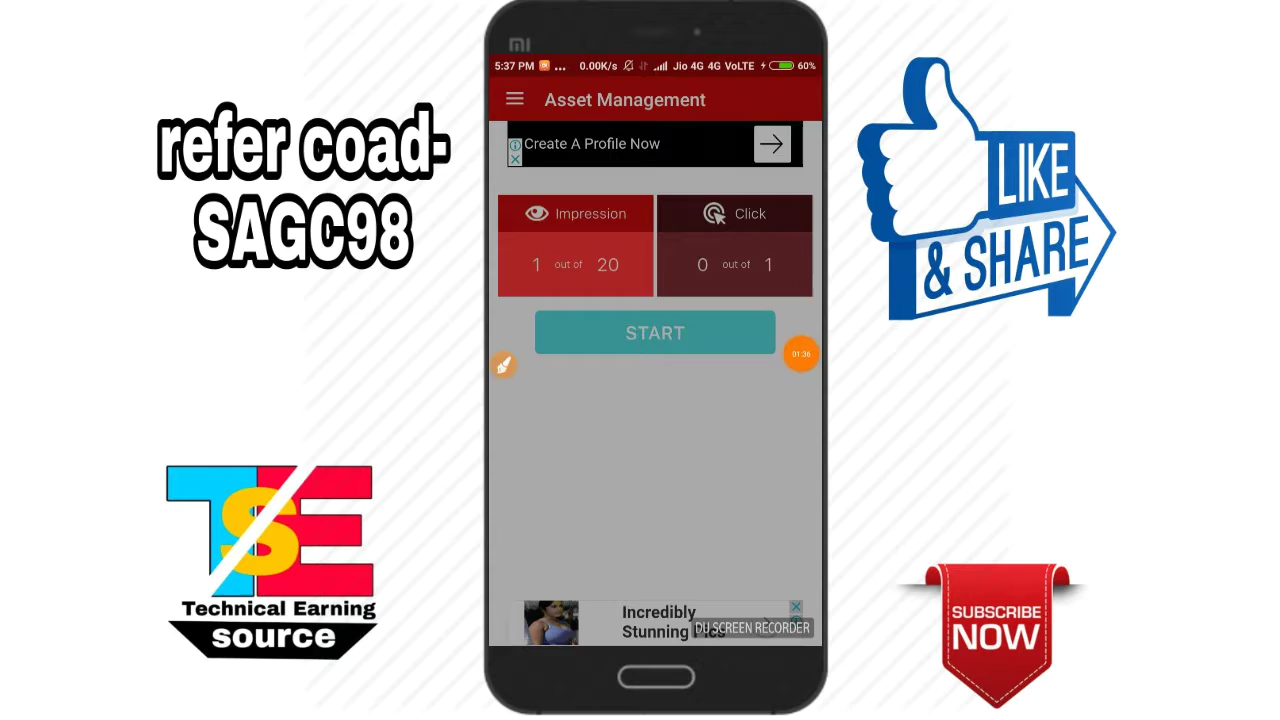 refer coad-
SAGC98
mi
5:37 PM ... 0.00K/s Jio 4G 4G VoLTE 60%
Asset Management
Create A Profile Now
Impression
Click
1 out of 20
0 out of 1
START
01:36
Incredibly
Stunning Pics
DU SCREEN RECORDER
LIKE
& SHARE
TSE
Technical Earning
source
SUBSCRIBE
NOW